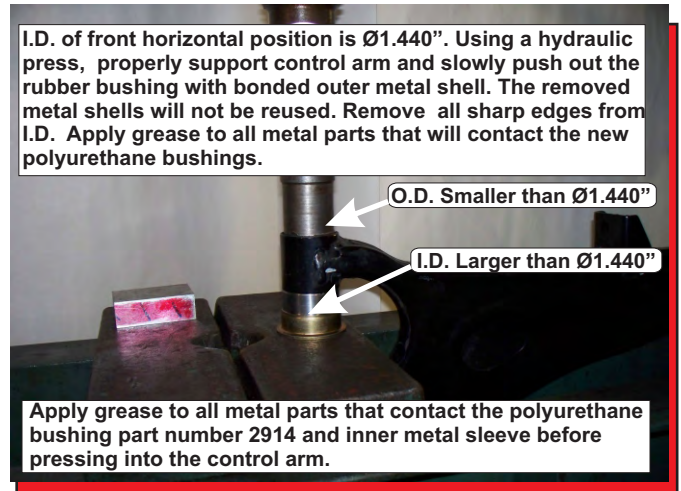 I.D. of front horizontal position is Ø1.440”. Using a hydraulic
press, properly support control arm and slowly push out the
rubber bushing with bonded outer metal shell. The removed
metal shells will not be reused. Remove all sharp edges from
I.D. Apply grease to all metal parts that will contact the new
polyurethane bushings.
O.D. Smaller than Ø1.440”
I.D. Larger than Ø1.440”
Apply grease to all metal parts that contact the polyurethane
bushing part number 2914 and inner metal sleeve before
pressing into the control arm.